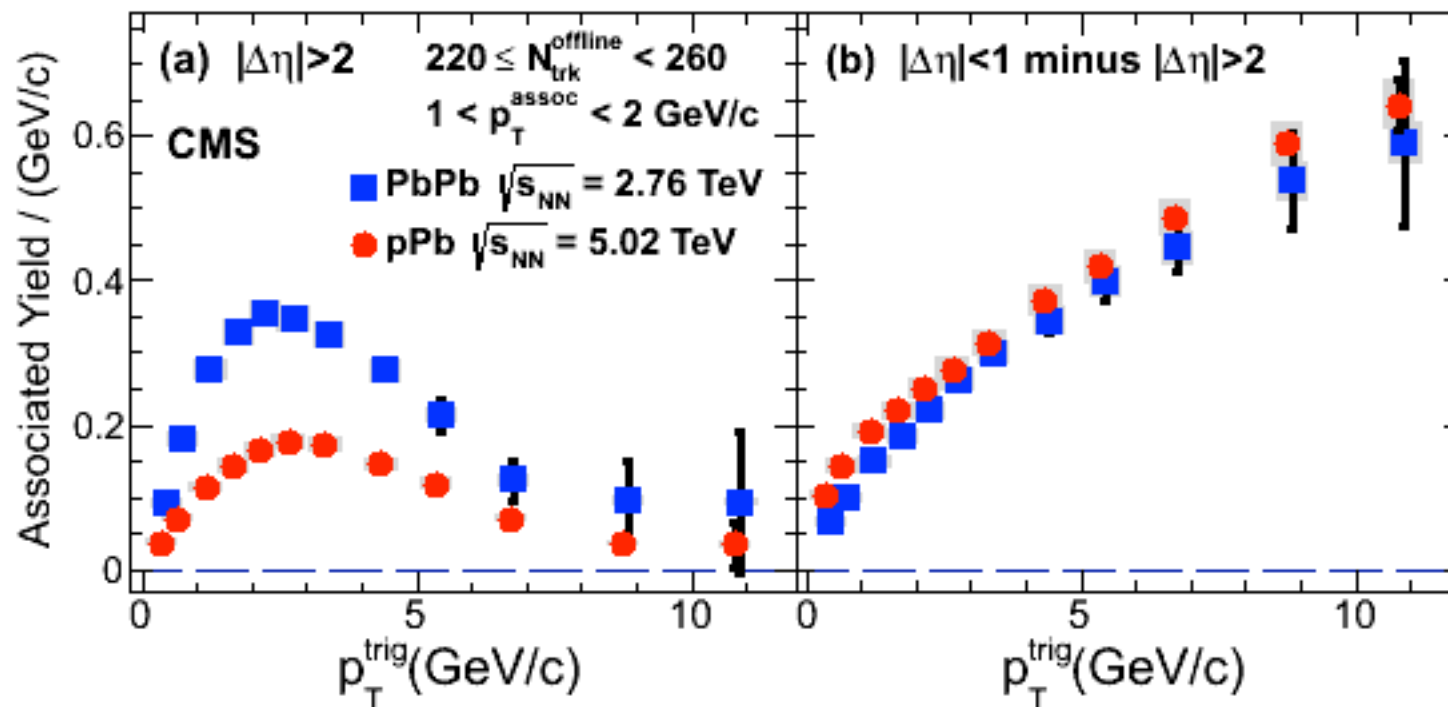 (a) |Δη|>2
220 ≤ N_trk^offline < 260
1 < p_T^assoc < 2 GeV/c
CMS
PbPb √s_NN = 2.76 TeV
pPb √s_NN = 5.02 TeV
(b) |Δη|<1 minus |Δη|>2
Associated Yield / (GeV/c)
0.6
0.4
0.2
0
0 5 10
0 5 10
p_T^trig(GeV/c)
p_T^trig(GeV/c)